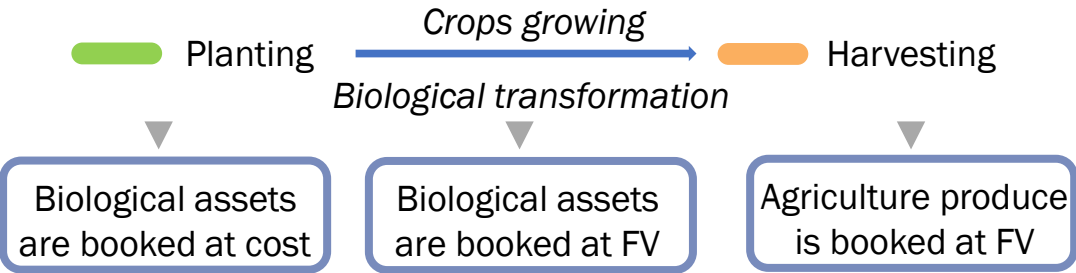 Crops growing
Planting
Harvesting
Biological transformation
Biological assets
are booked at cost
Biological assets
are booked at FV
Agriculture produce
is booked at FV